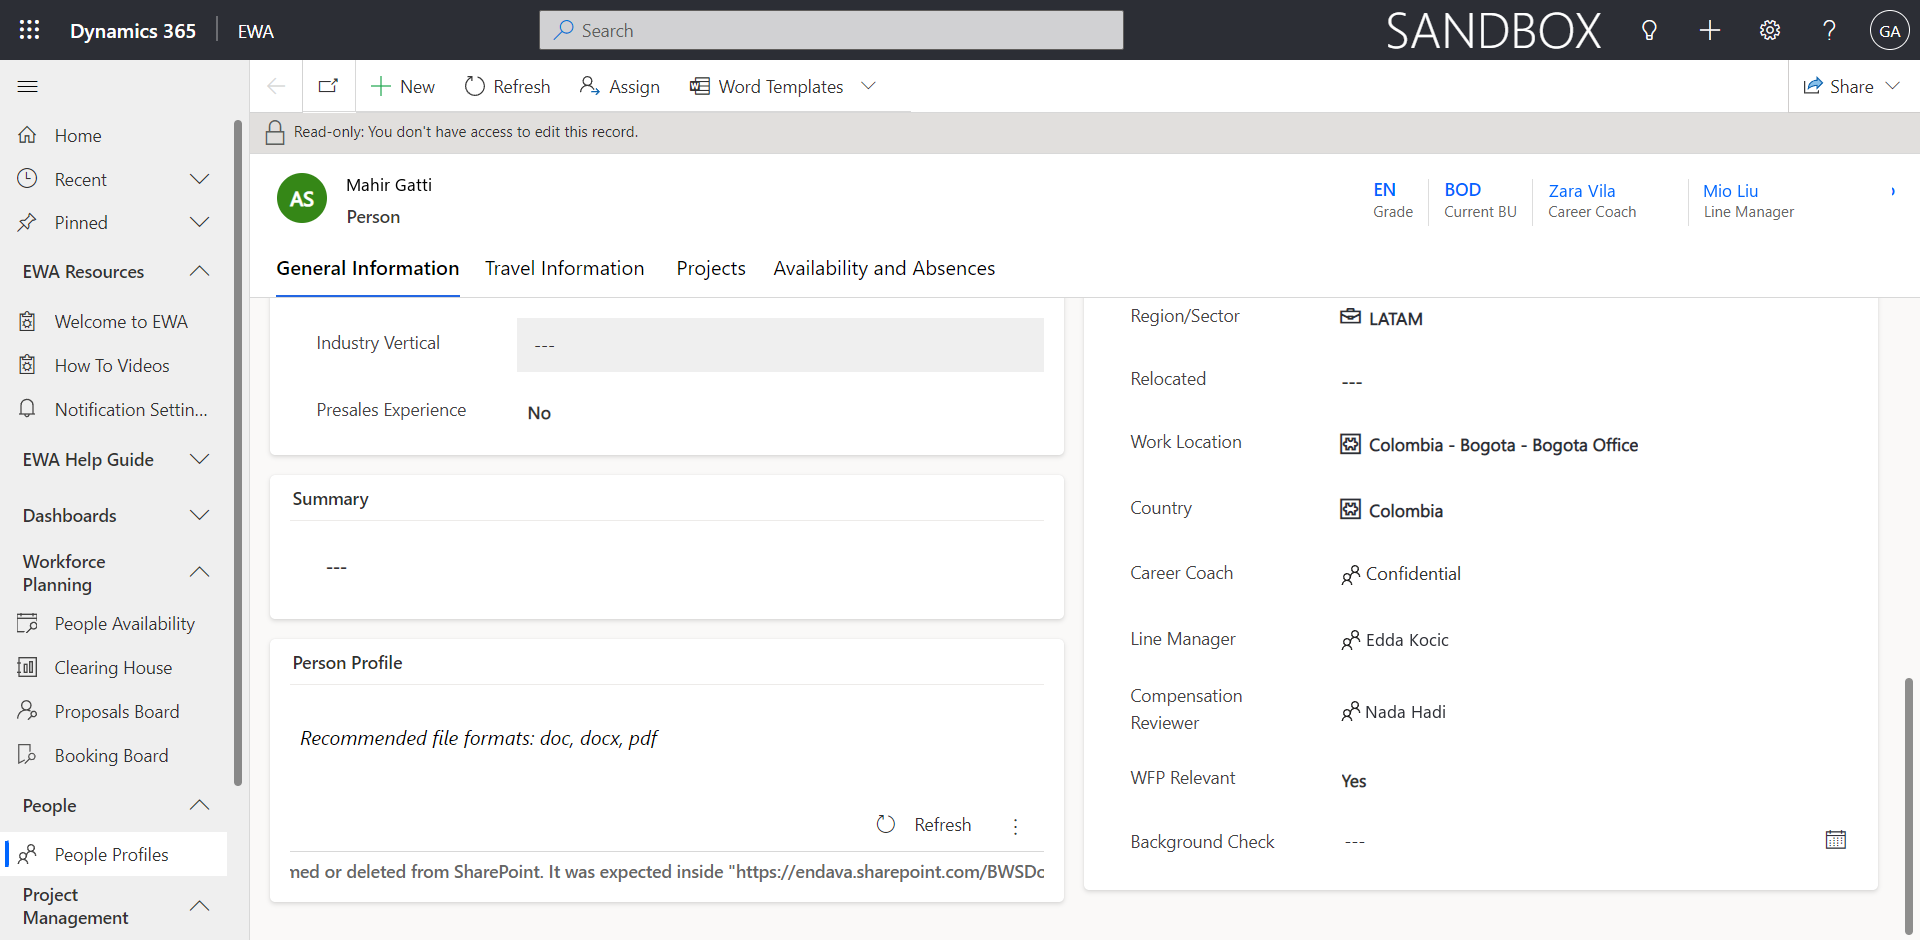 Dynamics 365
EWA
Search
SANDBOX
GA
New
Refresh
Assign
Word Templates
Share
Read-only: You don't have access to edit this record.
Home
Recent
Pinned
EWA Resources
Welcome to EWA
How To Videos
Notification Settin...
EWA Help Guide
Dashboards
Workforce
Planning
People Availability
Clearing House
Proposals Board
Booking Board
People
People Profiles
Project
Management
AS
Mahir Gatti
Person
EN
Grade
BOD
Current BU
Zara Vila
Career Coach
Mio Liu
Line Manager
General Information
Travel Information
Projects
Availability and Absences
Industry Vertical
---
Presales Experience
No
Summary
---
Person Profile
Recommended file formats: doc, docx, pdf
Refresh
ned or deleted from SharePoint. It was expected inside "https://endava.sharepoint.com/BWSDo
Region/Sector
LATAM
Relocated
---
Work Location
Colombia - Bogota - Bogota Office
Country
Colombia
Career Coach
Confidential
Line Manager
Edda Kocic
Compensation
Reviewer
Nada Hadi
WFP Relevant
Yes
Background Check
---